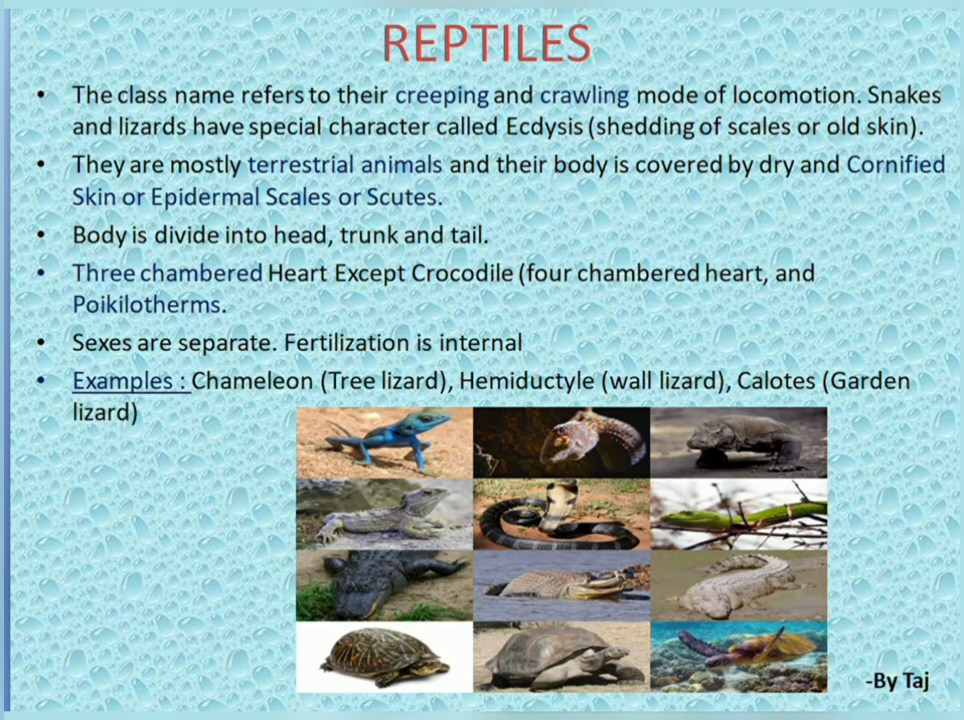 REPTILES
• The class name refers to their creeping and crawling mode of locomotion. Snakes
and lizards have special character called Ecdysis (shedding of scales or old skin).
• They are mostly terrestrial animals and their body is covered by dry and Cornified
Skin or Epidermal Scales or Scutes.
• Body is divide into head, trunk and tail.
• Three chambered Heart Except Crocodile (four chambered heart, and
Poikilotherms.
• Sexes are separate. Fertilization is internal
• Examples : Chameleon (Tree lizard), Hemiductyle (wall lizard), Calotes (Garden
lizard)
-By Taj